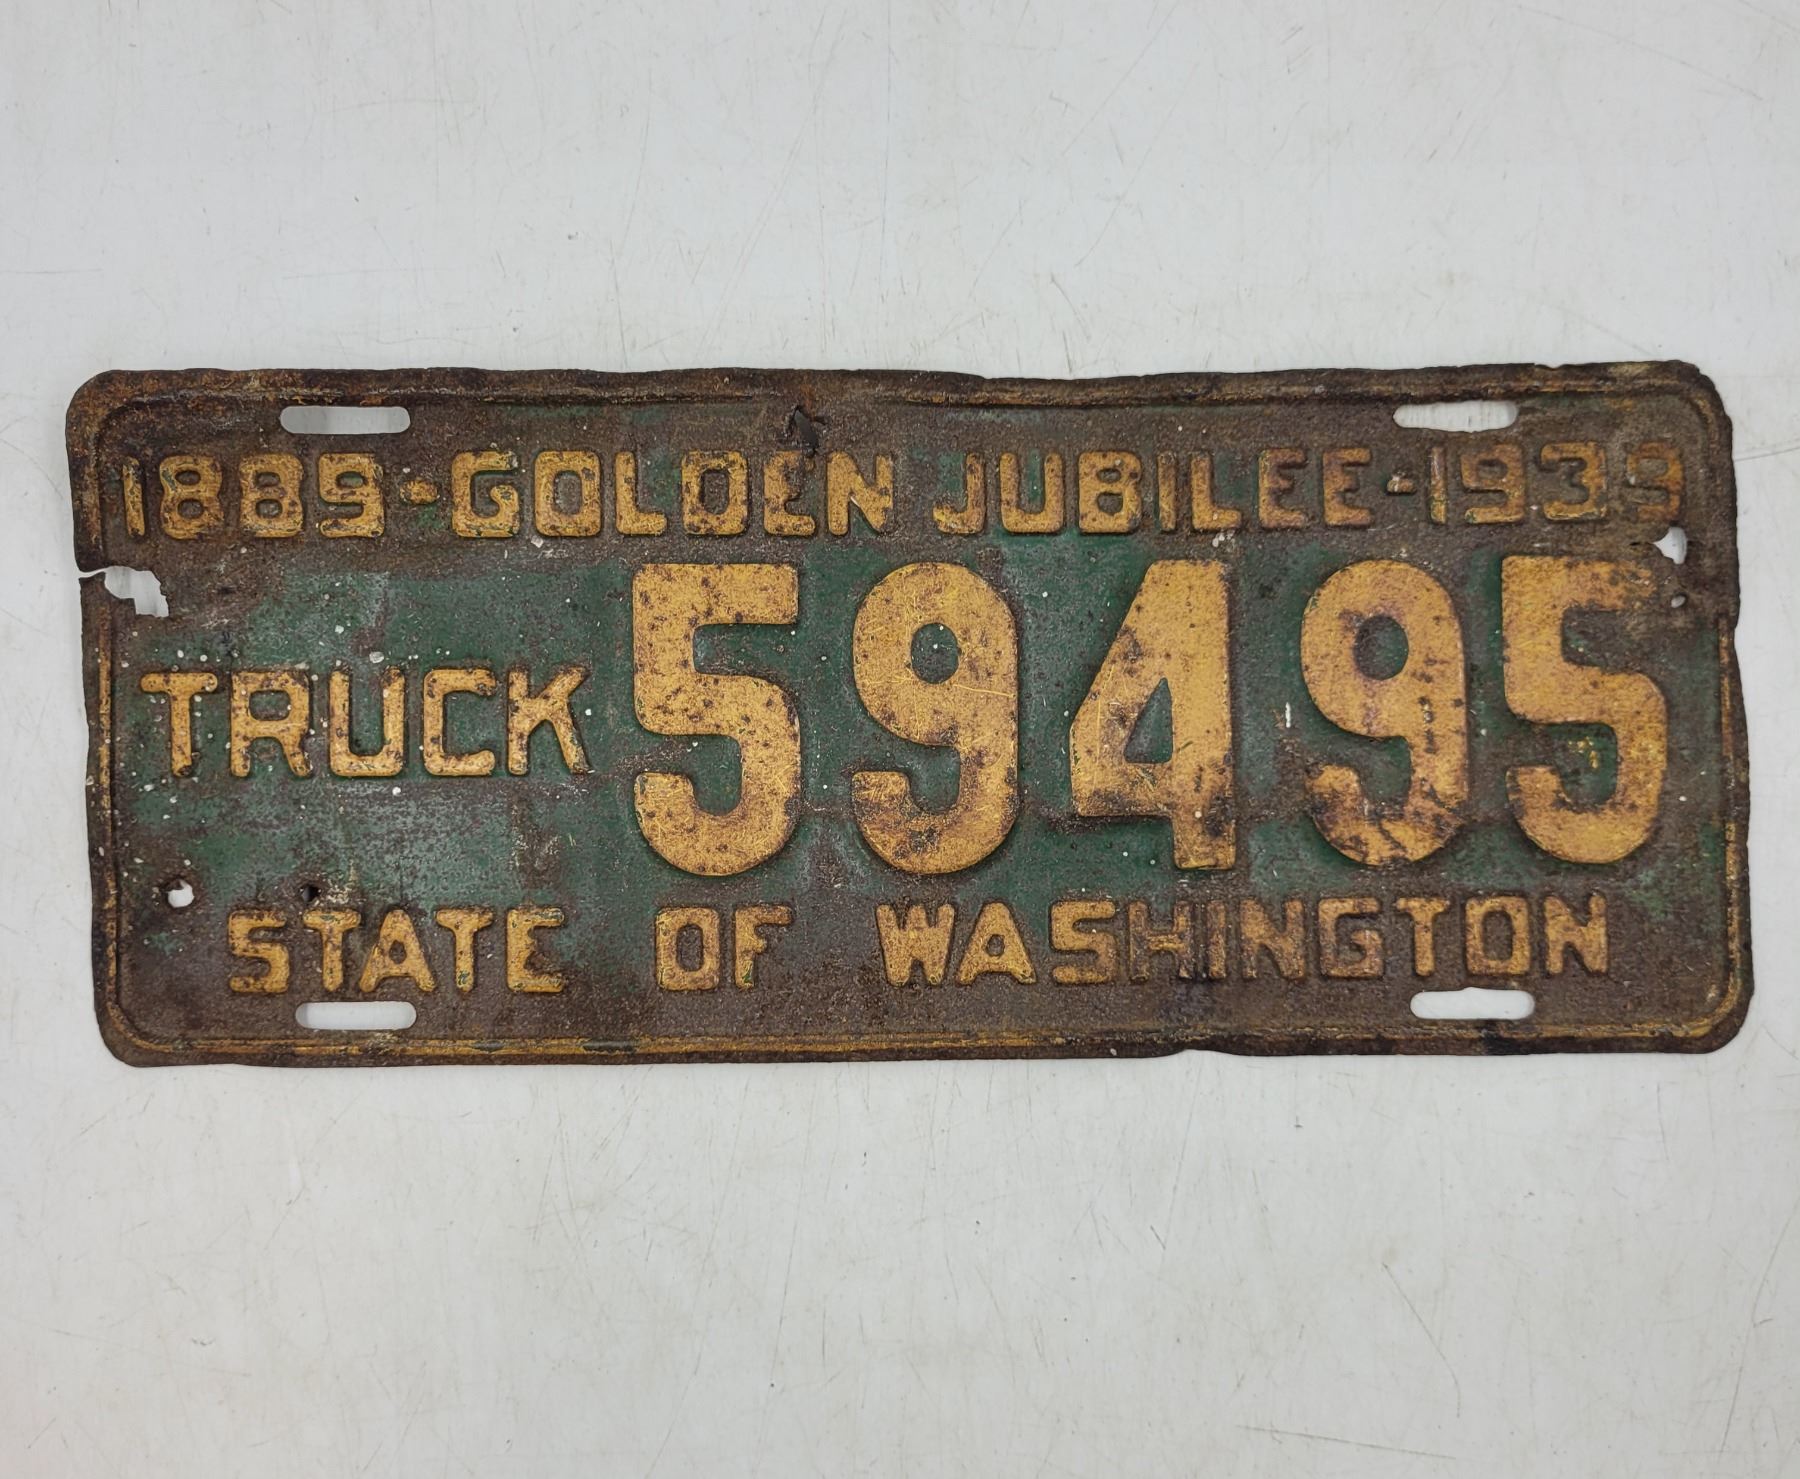 1889-GOLDEN JUBILEE-1939
TRUCK 59495
STATE OF WASHINGTON